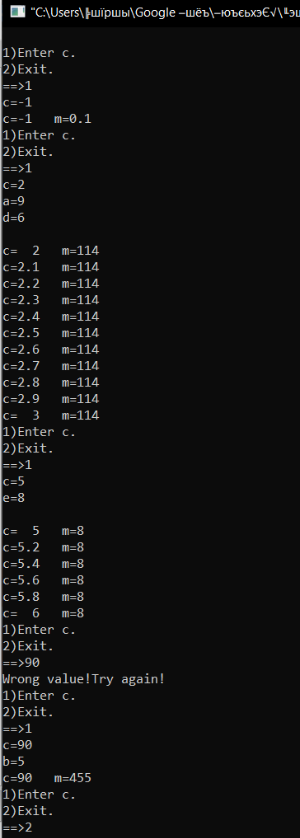 "C:\Users\╠шїршы\Google –шёъ\–юъєьхэЄ√\╙эш
1)Enter c.
2)Exit.
==>1
c=-1
c=-1   m=0.1
1)Enter c.
2)Exit.
==>1
c=2
a=9
d=6
c=  2   m=114
c=2.1   m=114
c=2.2   m=114
c=2.3   m=114
c=2.4   m=114
c=2.5   m=114
c=2.6   m=114
c=2.7   m=114
c=2.8   m=114
c=2.9   m=114
c=  3   m=114
1)Enter c.
2)Exit.
==>1
c=5
e=8
c=  5   m=8
c=5.2   m=8
c=5.4   m=8
c=5.6   m=8
c=5.8   m=8
c=  6   m=8
1)Enter c.
2)Exit.
==>90
Wrong value!Try again!
1)Enter c.
2)Exit.
==>1
c=90
b=5
c=90   m=455
1)Enter c.
2)Exit.
==>2